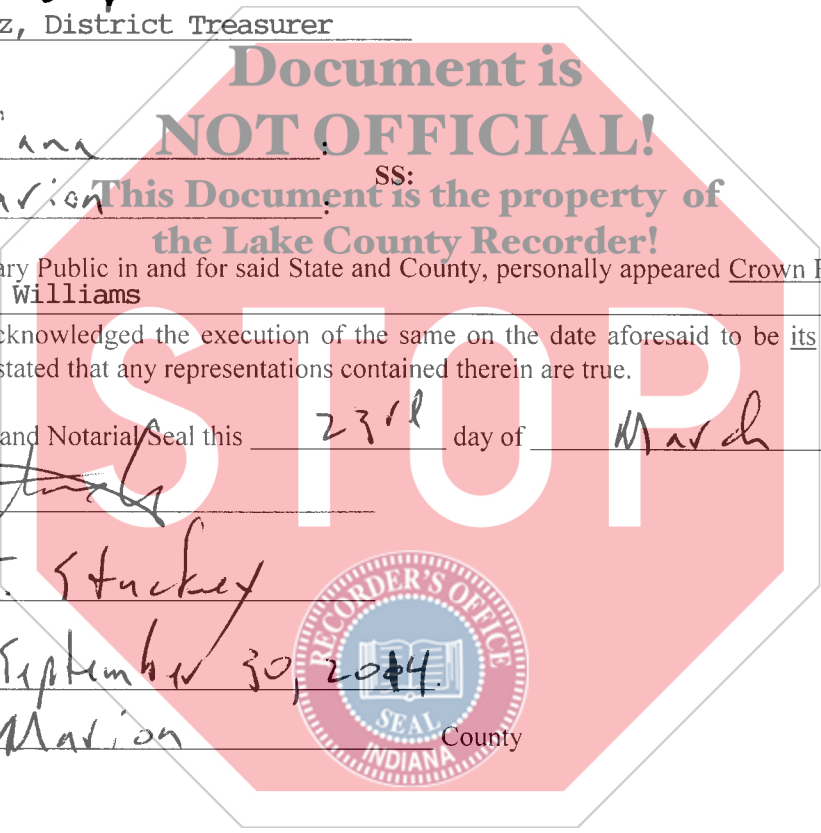 z, District Treasurer
Document is
NOT OFFICIAL!
iana :
SS:
arion :
This Document is the property of
the Lake County Recorder!
ary Public in and for said State and County, personally appeared Crown
Williams
cknowledged the execution of the same on the date aforesaid to be its
stated that any representations contained therein are true.
STOP
and Notarial Seal this 23rd day of March
. Stuckey
September 30, 2014
Marion County
RECORDER'S OFFICE
SEAL
INDIANA